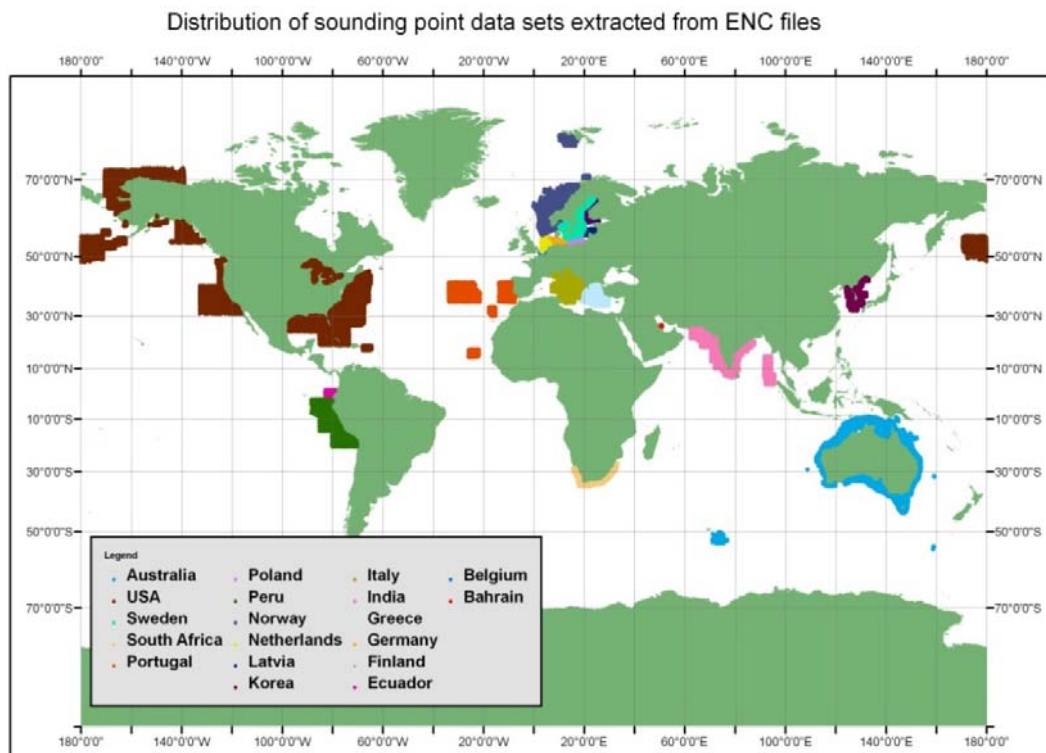 Distribution of sounding point data sets extracted from ENC files
180°0'0" 140°0'0"W 100°0'0"W 60°0'0"W 20°0'0"W 20°0'0"E 60°0'0"E 100°0'0"E 140°0'0"E 180°0'0"
70°0'0"N 70°0'0"N
50°0'0"N 50°0'0"N
30°0'0"N 30°0'0"N
10°0'0"N 10°0'0"N
10°0'0"S 10°0'0"S
30°0'0"S 30°0'0"S
50°0'0"S 50°0'0"S
70°0'0"S 70°0'0"S
Legend
Australia Poland Italy Belgium
USA Peru India Bahrain
Sweden Norway Greece
South Africa Netherlands Germany
Portugal Latvia Finland
Korea Ecuador
180°0'0" 140°0'0"W 100°0'0"W 60°0'0"W 20°0'0"W 20°0'0"E 60°0'0"E 100°0'0"E 140°0'0"E 180°0'0"